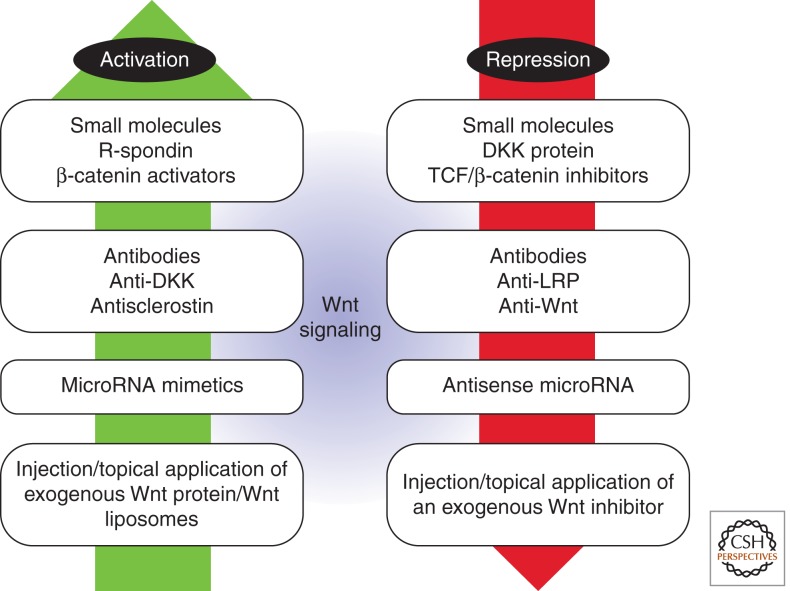 Activation
Small molecules
R-spondin
β-catenin activators
Antibodies
Anti-DKK
Antisclerostin
MicroRNA mimetics
Injection/topical application of
exogenous Wnt protein/Wnt
liposomes
Wnt
signaling
Repression
Small molecules
DKK protein
TCF/β-catenin inhibitors
Antibodies
Anti-LRP
Anti-Wnt
Antisense microRNA
Injection/topical application of
an exogenous Wnt inhibitor
CSH
PERSPECTIVES